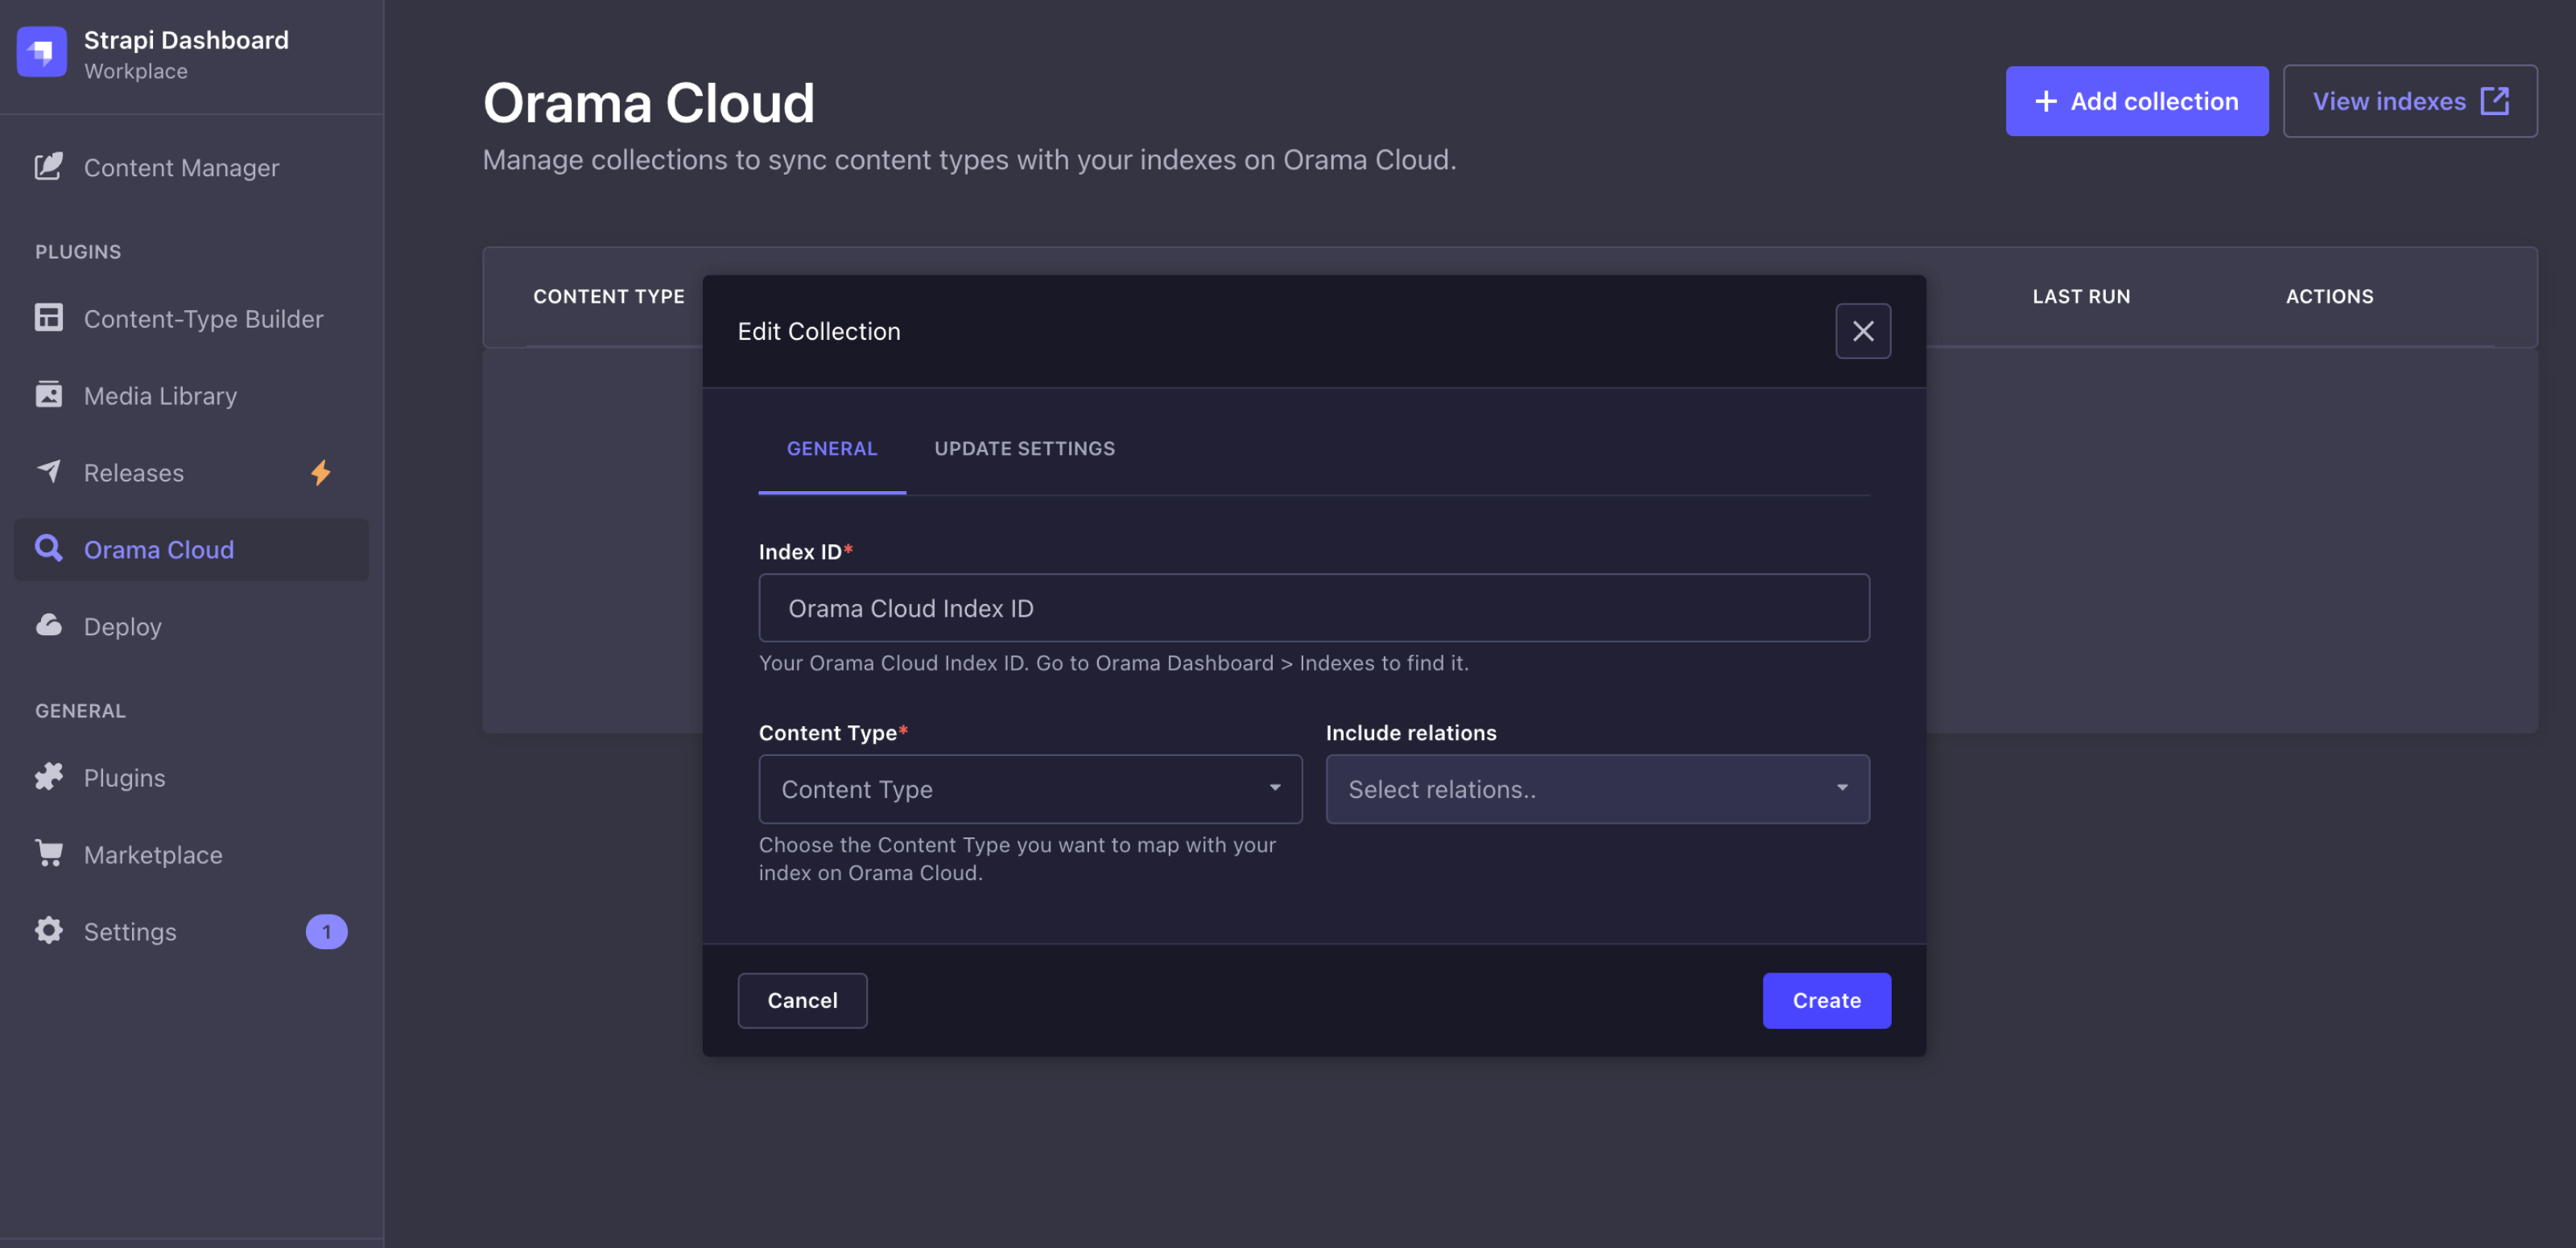 Strapi Dashboard
Workplace
Content Manager
PLUGINS
Content-Type Builder
Media Library
Releases
Orama Cloud
Deploy
GENERAL
Plugins
Marketplace
Settings
1
Orama Cloud
Manage collections to sync content types with your indexes on Orama Cloud.
Add collection
View indexes
CONTENT TYPE
LAST RUN
ACTIONS
Edit Collection
GENERAL
UPDATE SETTINGS
Index ID*
Orama Cloud Index ID
Your Orama Cloud Index ID. Go to Orama Dashboard > Indexes to find it.
Content Type*
Content Type
Choose the Content Type you want to map with your
index on Orama Cloud.
Include relations
Select relations..
Cancel
Create